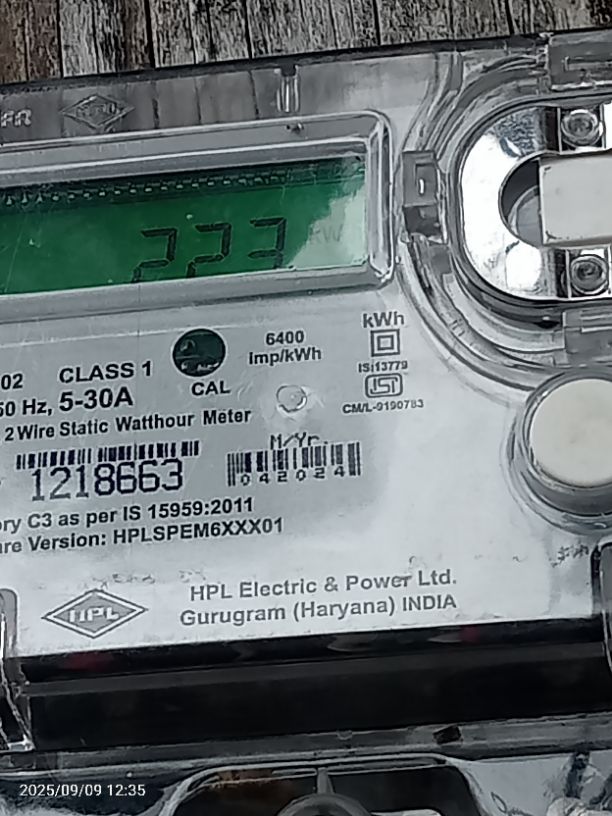 223
kWh
6400
imp/kWh
IS:13779
02 CLASS 1
CAL
50 Hz, 5-30A
CM/L-9190783
2 Wire Static Watthour Meter
M/Yr.
1218663
042024
ory C3 as per IS 15959:2011
are Version: HPLSPEM6XXX01
HPL
HPL Electric & Power Ltd.
Gurugram (Haryana) INDIA
2025/09/09 12:35